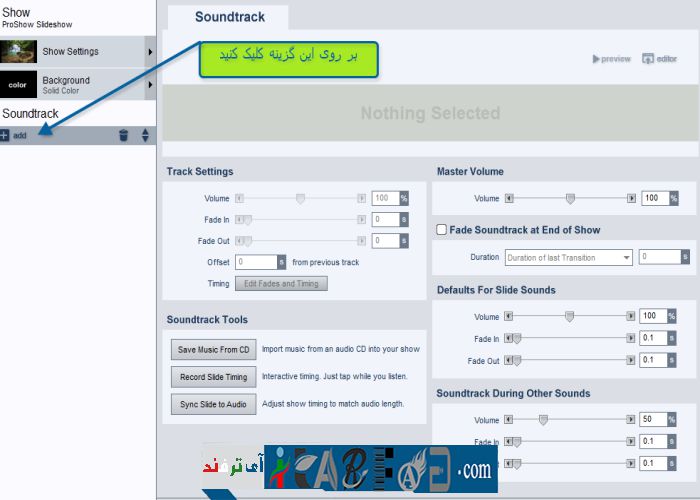 Show
ProShow Slideshow
Show Settings
color
Background
Solid Color
Soundtrack
add
Soundtrack
بر روی این گزینه کلیک کنید
preview
editor
Nothing Selected
Track Settings
Volume 100 %
Fade In 0 s
Fade Out 0 s
Offset 0 s from previous track
Timing Edit Fades and Timing
Soundtrack Tools
Save Music From CD Import music from an audio CD into your show
Record Slide Timing Interactive timing. Just tap while you listen.
Sync Slide to Audio Adjust show timing to match audio length.
Master Volume
Volume 100 %
Fade Soundtrack at End of Show
Duration Duration of last Transition 0 s
Defaults For Slide Sounds
Volume 100 %
Fade In 0.1 s
Fade Out 0.1 s
Soundtrack During Other Sounds
Volume 50 %
Fade In 0.1 s
0.1 s
آی ترفند
.com